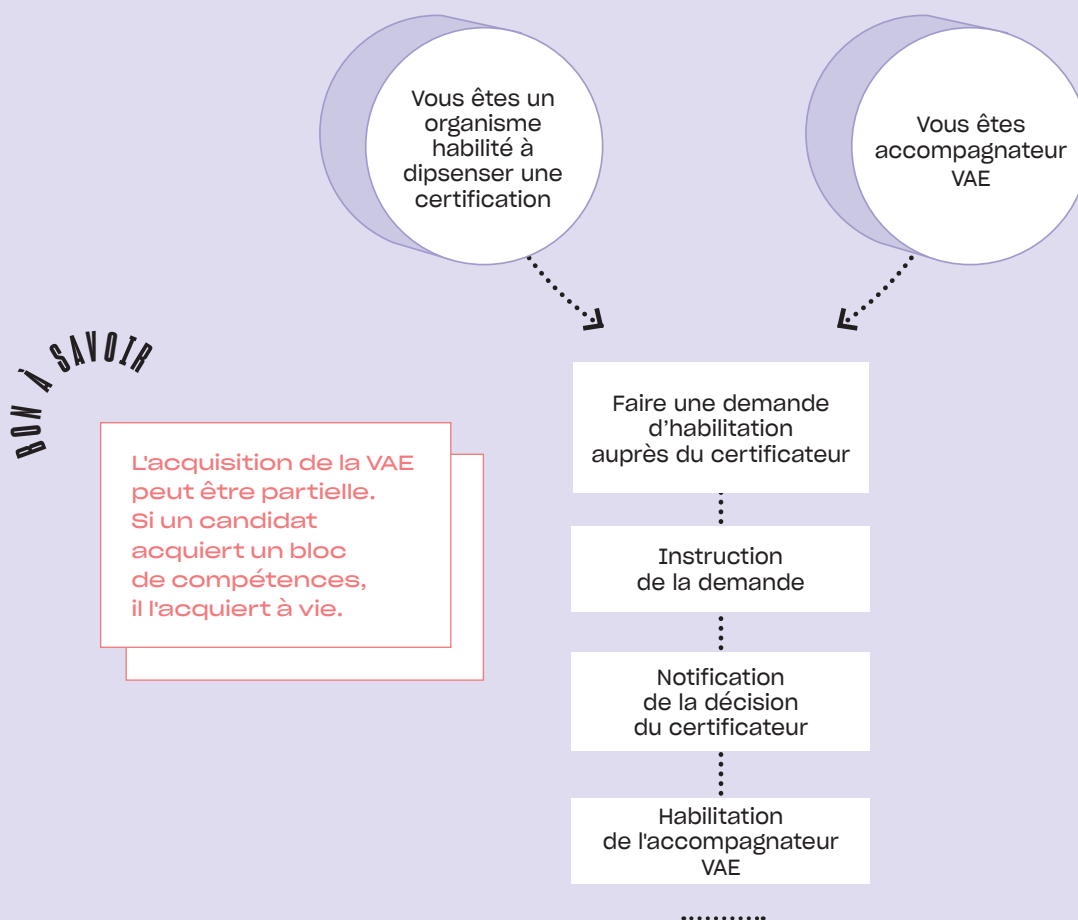 Vous êtes un
organisme
habilité à
dipsenser une
certification
Vous êtes
accompagnateur
VAE
BON À SAVOIR
L'acquisition de la VAE
peut être partielle.
Si un candidat
acquiert un bloc
de compétences,
il l'acquiert à vie.
Faire une demande
d'habilitation
auprès du certificateur
Instruction
de la demande
Notification
de la décision
du certificateur
Habilitation
de l'accompagnateur
VAE